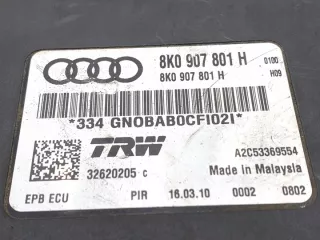 8K0 907 801 H 0100
8K0 907 801 H H09
*334 GNOBAB0CFI02I*
TRW A2C53369554
32620205 c Made in Malaysia
EPB ECU PIR 16.03.10 0002 0802